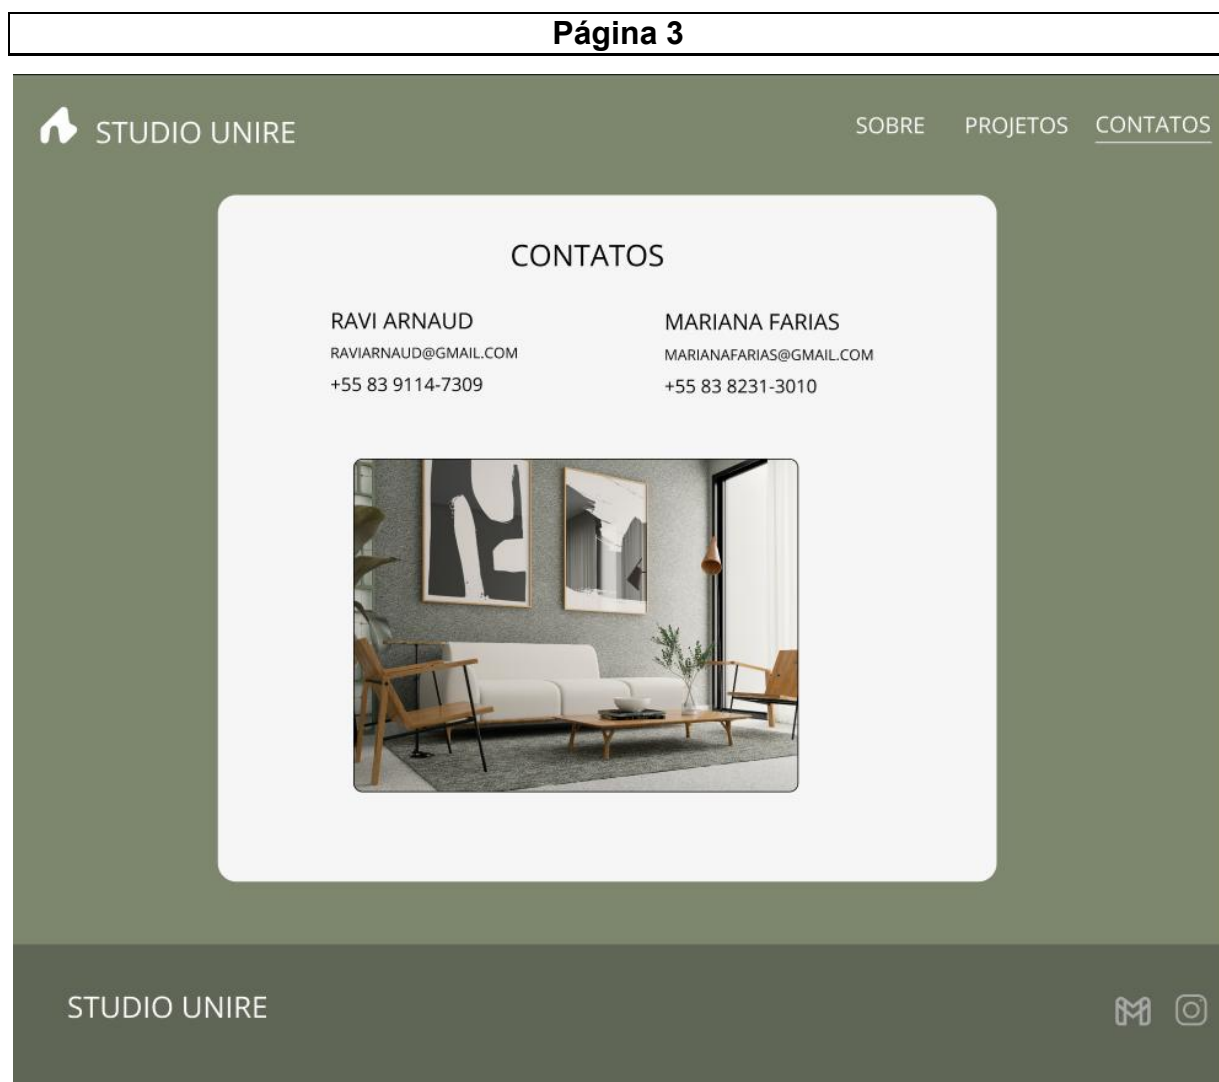 Página 3
STUDIO UNIRE
SOBRE PROJETOS CONTATOS
CONTATOS
RAVI ARNAUD
RAVIARNAUD@GMAIL.COM
+55 83 9114-7309
MARIANA FARIAS
MARIANAFARIAS@GMAIL.COM
+55 83 8231-3010
STUDIO UNIRE